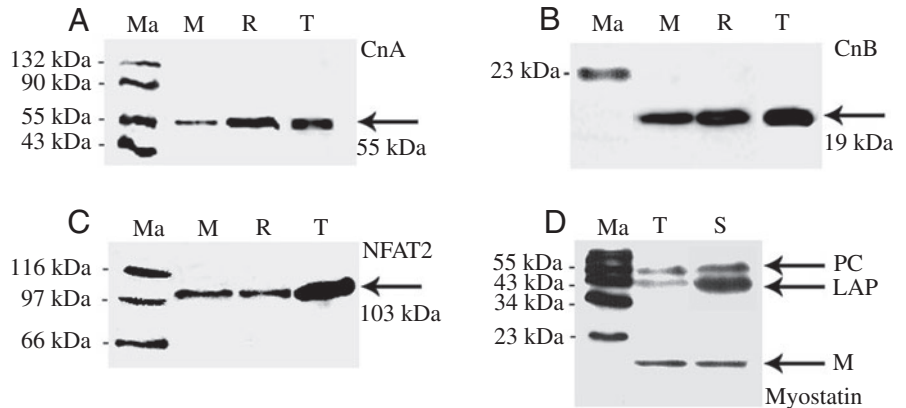 A
Ma M R T
CnA
132 kDa
90 kDa
55 kDa
43 kDa
55 kDa
B
Ma M R T
CnB
23 kDa
19 kDa
C
Ma M R T
NFAT2
116 kDa
97 kDa
66 kDa
103 kDa
D
Ma T S
55 kDa
43 kDa
34 kDa
23 kDa
PC
LAP
M
Myostatin